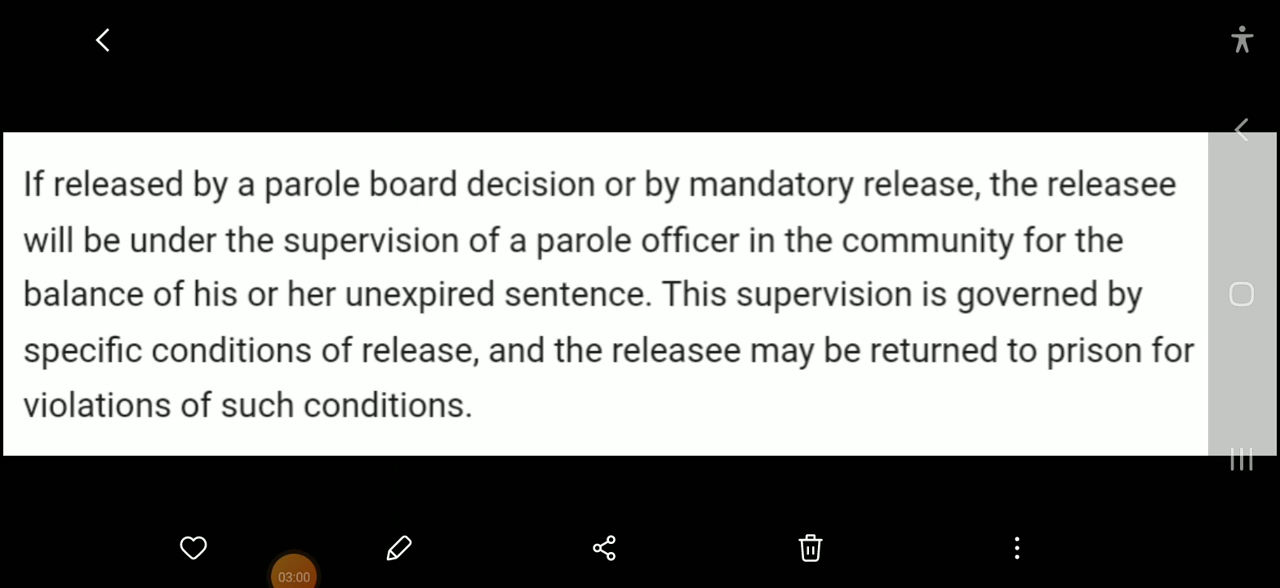 If released by a parole board decision or by mandatory release, the releasee
will be under the supervision of a parole officer in the community for the
balance of his or her unexpired sentence. This supervision is governed by
specific conditions of release, and the releasee may be returned to prison for
violations of such conditions.
03:00